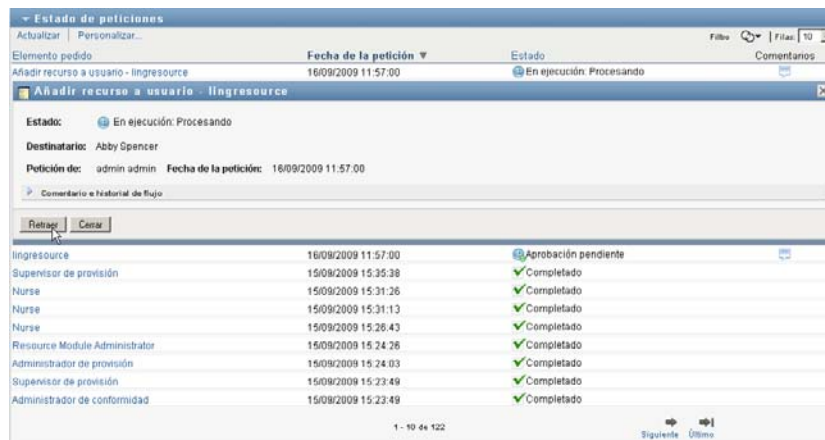 Estado de peticiones
Actualizar | Personalizar... Filtro | Filas: 10
Elemento pedido Fecha de la petición Estado Comentarios
Añadir recurso a usuario - lingresource 16/09/2009 11:57:00 En ejecución: Procesando
Añadir recurso a usuario - lingresource
Estado: En ejecución: Procesando
Destinatario: Abby Spencer
Petición de: admin admin Fecha de la petición: 16/09/2009 11:57:00
Comentario e historial de flujo
Retraer Cerrar
lingresource 16/09/2009 11:57:00 Aprobación pendiente
Supervisor de provisión 15/09/2009 15:35:38 Completado
Nurse 15/09/2009 15:31:26 Completado
Nurse 15/09/2009 15:31:13 Completado
Nurse 15/09/2009 15:26:43 Completado
Resource Module Administrator 15/09/2009 15:24:26 Completado
Administrador de provisión 15/09/2009 15:24:03 Completado
Supervisor de provisión 15/09/2009 15:23:49 Completado
Administrador de conformidad 15/09/2009 15:23:49 Completado
1 - 10 de 122 Siguiente Último